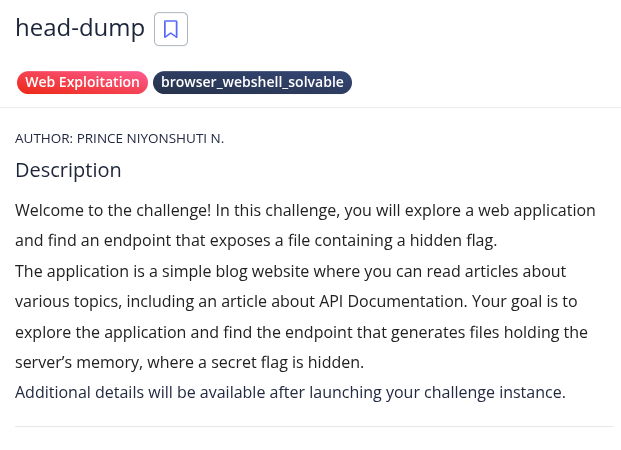 head-dump
Web Exploitation browser_webshell_solvable
AUTHOR: PRINCE NIYONSHUTI N.
Description
Welcome to the challenge! In this challenge, you will explore a web application
and find an endpoint that exposes a file containing a hidden flag.
The application is a simple blog website where you can read articles about
various topics, including an article about API Documentation. Your goal is to
explore the application and find the endpoint that generates files holding the
server’s memory, where a secret flag is hidden.
Additional details will be available after launching your challenge instance.